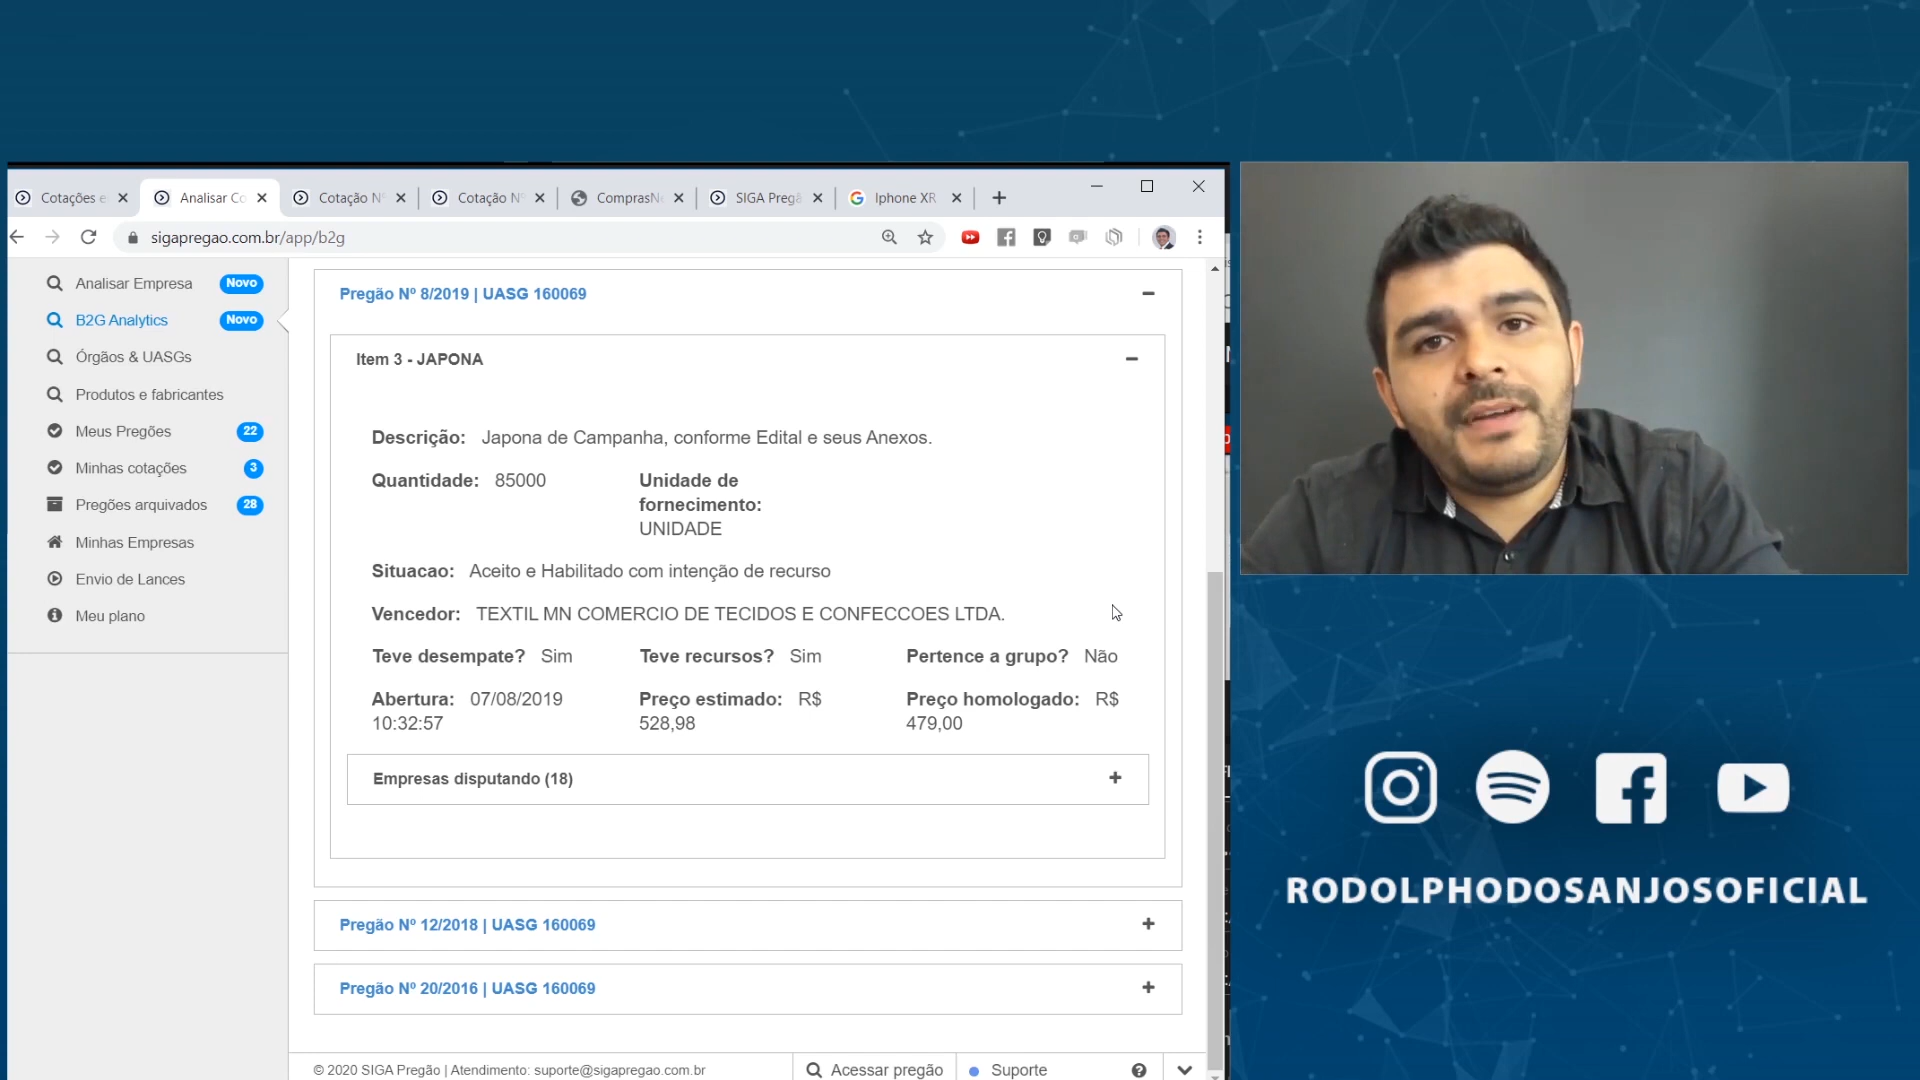 Cotações e
Analisar Co
Cotação Nº
Cotação Nº
ComprasNe
SIGA Pregã
Iphone XR
sigapregao.com.br/app/b2g
Analisar Empresa Novo
B2G Analytics Novo
Órgãos & UASGs
Produtos e fabricantes
Meus Pregões 22
Minhas cotações 3
Pregões arquivados 28
Minhas Empresas
Envio de Lances
Meu plano
Pregão Nº 8/2019 | UASG 160069
Item 3 - JAPONA
Descrição: Japona de Campanha, conforme Edital e seus Anexos.
Quantidade: 85000
Unidade de
fornecimento:
UNIDADE
Situacao: Aceito e Habilitado com intenção de recurso
Vencedor: TEXTIL MN COMERCIO DE TECIDOS E CONFECCOES LTDA.
Teve desempate? Sim
Teve recursos? Sim
Pertence a grupo? Não
Abertura: 07/08/2019
10:32:57
Preço estimado: R$
528,98
Preço homologado: R$
479,00
Empresas disputando (18)
Pregão Nº 12/2018 | UASG 160069
Pregão Nº 20/2016 | UASG 160069
© 2020 SIGA Pregão | Atendimento: suporte@sigapregao.com.br
Acessar pregão
Suporte
RODOLPHODOSANJOSOFICIAL